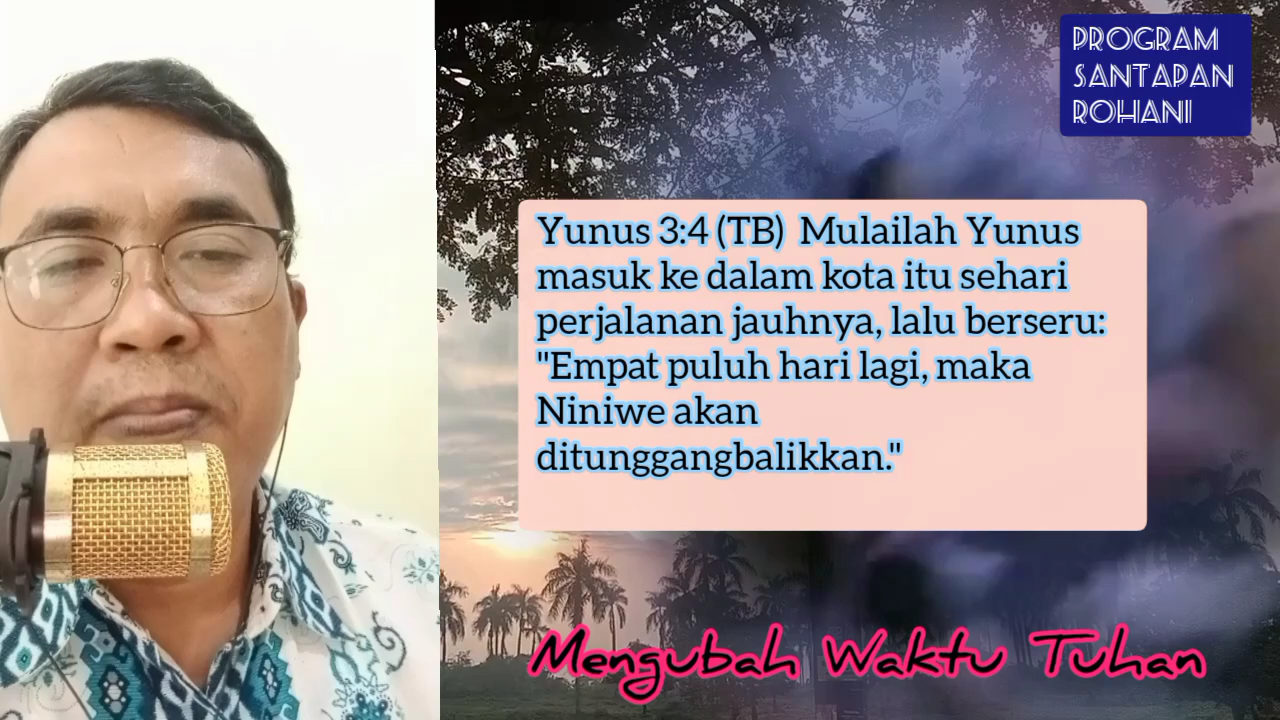 PROGRAM
SANTAPAN
ROHANI
Yunus 3:4 (TB) Mulailah Yunus
masuk ke dalam kota itu sehari
perjalanan jauhnya, lalu berseru:
"Empat puluh hari lagi, maka
Niniwe akan
ditunggangbalikkan."
Mengubah Waktu Tuhan